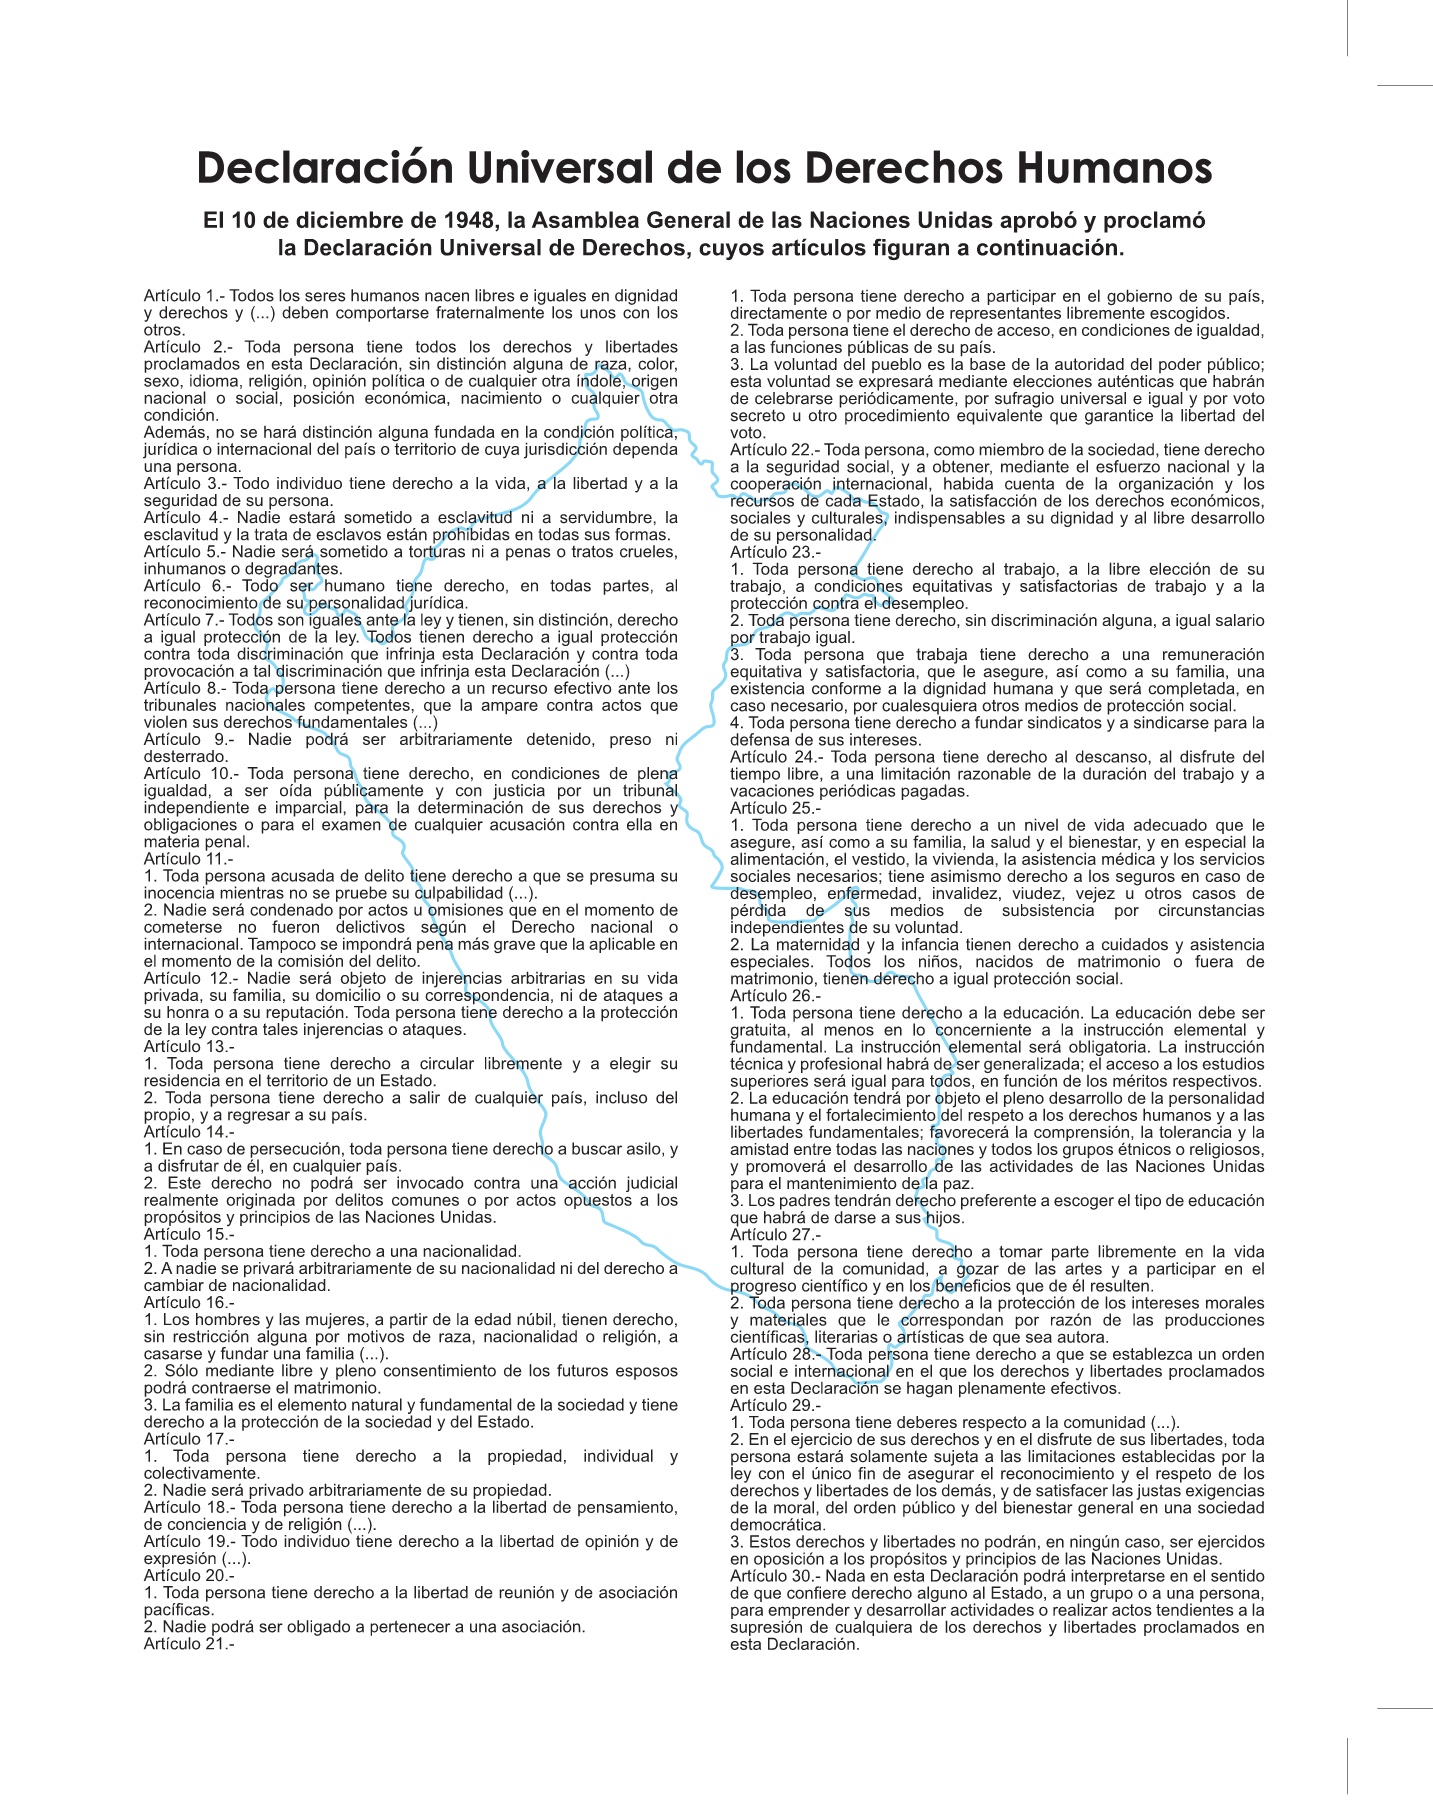 Declaración Universal de los Derechos Humanos
El 10 de diciembre de 1948, la Asamblea General de las Naciones Unidas aprobó y proclamó
la Declaración Universal de Derechos, cuyos artículos figuran a continuación.
Artículo 1.- Todos los seres humanos nacen libres e iguales en dignidad
y derechos y (...) deben comportarse fraternalmente los unos con los
otros.
Artículo 2.- Toda persona tiene todos los derechos y libertades
proclamados en esta Declaración, sin distinción alguna de raza, color,
sexo, idioma, religión, opinión política o de cualquier otra índole, origen
nacional o social, posición económica, nacimiento o cualquier otra
condición.
Además, no se hará distinción alguna fundada en la condición política,
jurídica o internacional del país o territorio de cuya jurisdicción dependa
una persona.
Artículo 3.- Todo individuo tiene derecho a la vida, a la libertad y a la
seguridad de su persona.
Artículo 4.- Nadie estará sometido a esclavitud ni a servidumbre, la
esclavitud y la trata de esclavos están prohibidas en todas sus formas.
Artículo 5.- Nadie será sometido a torturas ni a penas o tratos crueles,
inhumanos o degradantes.
Artículo 6.- Todo ser humano tiene derecho, en todas partes, al
reconocimiento de su personalidad jurídica.
Artículo 7.- Todos son iguales ante la ley y tienen, sin distinción, derecho
a igual protección de la ley. Todos tienen derecho a igual protección
contra toda discriminación que infrinja esta Declaración y contra toda
provocación a tal discriminación que infrinja esta Declaración (...)
Artículo 8.- Toda persona tiene derecho a un recurso efectivo ante los
tribunales nacionales competentes, que la ampare contra actos que
violen sus derechos fundamentales (...)
Artículo 9.- Nadie podrá ser arbitrariamente detenido, preso ni
desterrado.
Artículo 10.- Toda persona tiene derecho, en condiciones de plena
igualdad, a ser oída públicamente y con justicia por un tribunal
independiente e imparcial, para la determinación de sus derechos y
obligaciones o para el examen de cualquier acusación contra ella en
materia penal.
Artículo 11.-
1. Toda persona acusada de delito tiene derecho a que se presuma su
inocencia mientras no se pruebe su culpabilidad (...).
2. Nadie será condenado por actos u omisiones que en el momento de
cometerse no fueron delictivos según el Derecho nacional o
internacional. Tampoco se impondrá pena más grave que la aplicable en
el momento de la comisión del delito.
Artículo 12.- Nadie será objeto de injerencias arbitrarias en su vida
privada, su familia, su domicilio o su correspondencia, ni de ataques a
su honra o a su reputación. Toda persona tiene derecho a la protección
de la ley contra tales injerencias o ataques.
Artículo 13.-
1. Toda persona tiene derecho a circular libremente y a elegir su
residencia en el territorio de un Estado.
2. Toda persona tiene derecho a salir de cualquier país, incluso del
propio, y a regresar a su país.
Artículo 14.-
1. En caso de persecución, toda persona tiene derecho a buscar asilo, y
a disfrutar de él, en cualquier país.
2. Este derecho no podrá ser invocado contra una acción judicial
realmente originada por delitos comunes o por actos opuestos a los
propósitos y principios de las Naciones Unidas.
Artículo 15.-
1. Toda persona tiene derecho a una nacionalidad.
2. A nadie se privará arbitrariamente de su nacionalidad ni del derecho a
cambiar de nacionalidad.
Artículo 16.-
1. Los hombres y las mujeres, a partir de la edad núbil, tienen derecho,
sin restricción alguna por motivos de raza, nacionalidad o religión, a
casarse y fundar una familia (...).
2. Sólo mediante libre y pleno consentimiento de los futuros esposos
podrá contraerse el matrimonio.
3. La familia es el elemento natural y fundamental de la sociedad y tiene
derecho a la protección de la sociedad y del Estado.
Artículo 17.-
1. Toda persona tiene derecho a la propiedad, individual y
colectivamente.
2. Nadie será privado arbitrariamente de su propiedad.
Artículo 18.- Toda persona tiene derecho a la libertad de pensamiento,
de conciencia y de religión (...).
Artículo 19.- Todo individuo tiene derecho a la libertad de opinión y de
expresión (...).
Artículo 20.-
1. Toda persona tiene derecho a la libertad de reunión y de asociación
pacíficas.
2. Nadie podrá ser obligado a pertenecer a una asociación.
Artículo 21.-
1. Toda persona tiene derecho a participar en el gobierno de su país,
directamente o por medio de representantes libremente escogidos.
2. Toda persona tiene el derecho de acceso, en condiciones de igualdad,
a las funciones públicas de su país.
3. La voluntad del pueblo es la base de la autoridad del poder público;
esta voluntad se expresará mediante elecciones auténticas que habrán
de celebrarse periódicamente, por sufragio universal e igual y por voto
secreto u otro procedimiento equivalente que garantice la libertad del
voto.
Artículo 22.- Toda persona, como miembro de la sociedad, tiene derecho
a la seguridad social, y a obtener, mediante el esfuerzo nacional y la
cooperación internacional, habida cuenta de la organización y los
recursos de cada Estado, la satisfacción de los derechos económicos,
sociales y culturales, indispensables a su dignidad y al libre desarrollo
de su personalidad.
Artículo 23.-
1. Toda persona tiene derecho al trabajo, a la libre elección de su
trabajo, a condiciones equitativas y satisfactorias de trabajo y a la
protección contra el desempleo.
2. Toda persona tiene derecho, sin discriminación alguna, a igual salario
por trabajo igual.
3. Toda persona que trabaja tiene derecho a una remuneración
equitativa y satisfactoria, que le asegure, así como a su familia, una
existencia conforme a la dignidad humana y que será completada, en
caso necesario, por cualesquiera otros medios de protección social.
4. Toda persona tiene derecho a fundar sindicatos y a sindicarse para la
defensa de sus intereses.
Artículo 24.- Toda persona tiene derecho al descanso, al disfrute del
tiempo libre, a una limitación razonable de la duración del trabajo y a
vacaciones periódicas pagadas.
Artículo 25.-
1. Toda persona tiene derecho a un nivel de vida adecuado que le
asegure, así como a su familia, la salud y el bienestar, y en especial la
alimentación, el vestido, la vivienda, la asistencia médica y los servicios
sociales necesarios; tiene asimismo derecho a los seguros en caso de
desempleo, enfermedad, invalidez, viudez, vejez u otros casos de
pérdida de sus medios de subsistencia por circunstancias
independientes de su voluntad.
2. La maternidad y la infancia tienen derecho a cuidados y asistencia
especiales. Todos los niños, nacidos de matrimonio o fuera de
matrimonio, tienen derecho a igual protección social.
Artículo 26.-
1. Toda persona tiene derecho a la educación. La educación debe ser
gratuita, al menos en lo concerniente a la instrucción elemental y
fundamental. La instrucción elemental será obligatoria. La instrucción
técnica y profesional habrá de ser generalizada; el acceso a los estudios
superiores será igual para todos, en función de los méritos respectivos.
2. La educación tendrá por objeto el pleno desarrollo de la personalidad
humana y el fortalecimiento del respeto a los derechos humanos y a las
libertades fundamentales; favorecerá la comprensión, la tolerancia y la
amistad entre todas las naciones y todos los grupos étnicos o religiosos,
y promoverá el desarrollo de las actividades de las Naciones Unidas
para el mantenimiento de la paz.
3. Los padres tendrán derecho preferente a escoger el tipo de educación
que habrá de darse a sus hijos.
Artículo 27.-
1. Toda persona tiene derecho a tomar parte libremente en la vida
cultural de la comunidad, a gozar de las artes y a participar en el
progreso científico y en los beneficios que de él resulten.
2. Toda persona tiene derecho a la protección de los intereses morales
y materiales que le correspondan por razón de las producciones
científicas, literarias o artísticas de que sea autora.
Artículo 28.- Toda persona tiene derecho a que se establezca un orden
social e internacional en el que los derechos y libertades proclamados
en esta Declaración se hagan plenamente efectivos.
Artículo 29.-
1. Toda persona tiene deberes respecto a la comunidad (...).
2. En el ejercicio de sus derechos y en el disfrute de sus libertades, toda
persona estará solamente sujeta a las limitaciones establecidas por la
ley con el único fin de asegurar el reconocimiento y el respeto de los
derechos y libertades de los demás, y de satisfacer las justas exigencias
de la moral, del orden público y del bienestar general en una sociedad
democrática.
3. Estos derechos y libertades no podrán, en ningún caso, ser ejercidos
en oposición a los propósitos y principios de las Naciones Unidas.
Artículo 30.- Nada en esta Declaración podrá interpretarse en el sentido
de que confiere derecho alguno al Estado, a un grupo o a una persona,
para emprender y desarrollar actividades o realizar actos tendientes a la
supresión de cualquiera de los derechos y libertades proclamados en
esta Declaración.